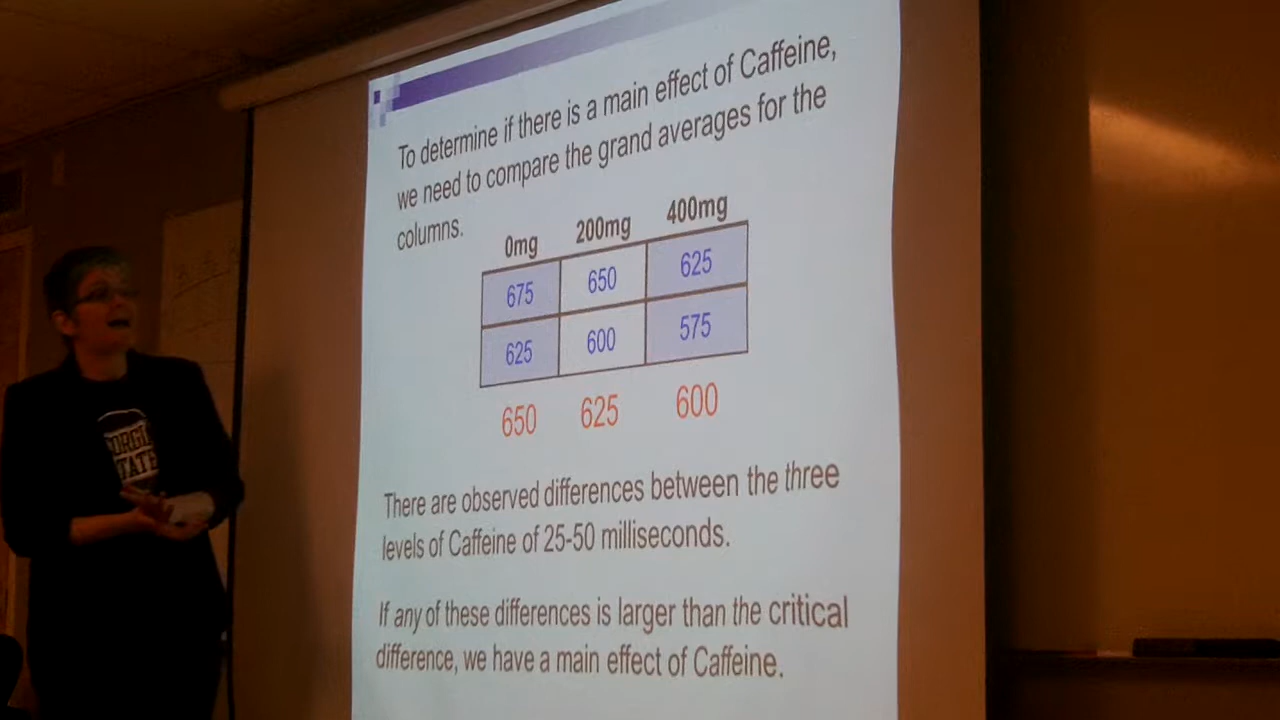 To determine if there is a main effect of Caffeine,
we need to compare the grand averages for the
columns.
0mg 200mg 400mg
675 650 625
625 600 575
650 625 600
There are observed differences between the three
levels of Caffeine of 25-50 milliseconds.
If any of these differences is larger than the critical
difference, we have a main effect of Caffeine.
ORGI
STATE